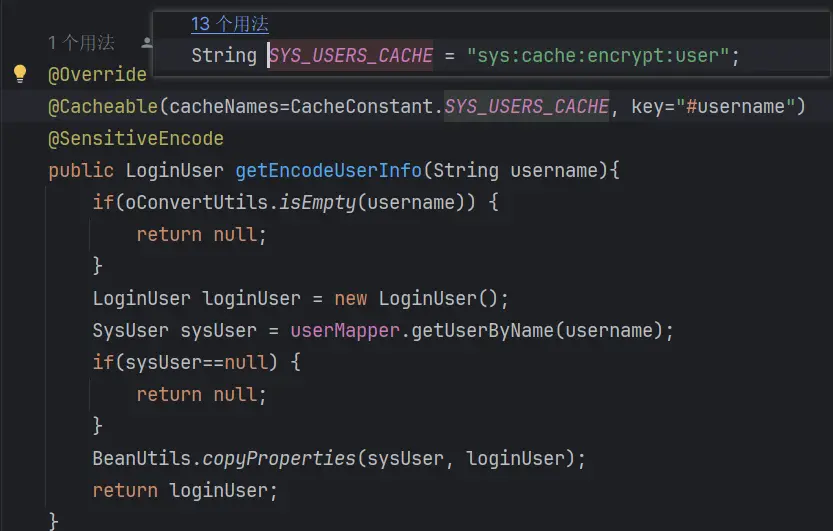 13 个用法
String SYS_USERS_CACHE = "sys:cache:encrypt:user";
1 个用法
@Override
@Cacheable(cacheNames=CacheConstant.SYS_USERS_CACHE, key="#username")
@SensitiveEncode
public LoginUser getEncodeUserInfo(String username){
if(oConvertUtils.isEmpty(username)) {
return null;
}
LoginUser loginUser = new LoginUser();
SysUser sysUser = userMapper.getUserByName(username);
if(sysUser==null) {
return null;
}
BeanUtils.copyProperties(sysUser, loginUser);
return loginUser;
}